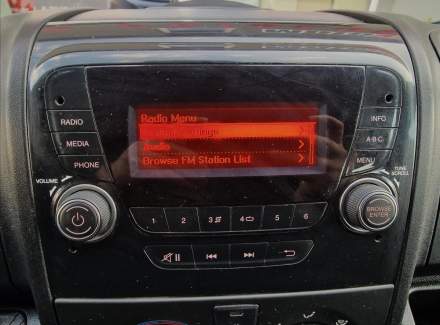 Radio Menu
Audio
Browse FM Station List
RADIO
MEDIA
PHONE
INFO
A-B-C
MENU
VOLUME
TUNE
SCROLL
BROWSE
ENTER
1
2
3
4
5
6